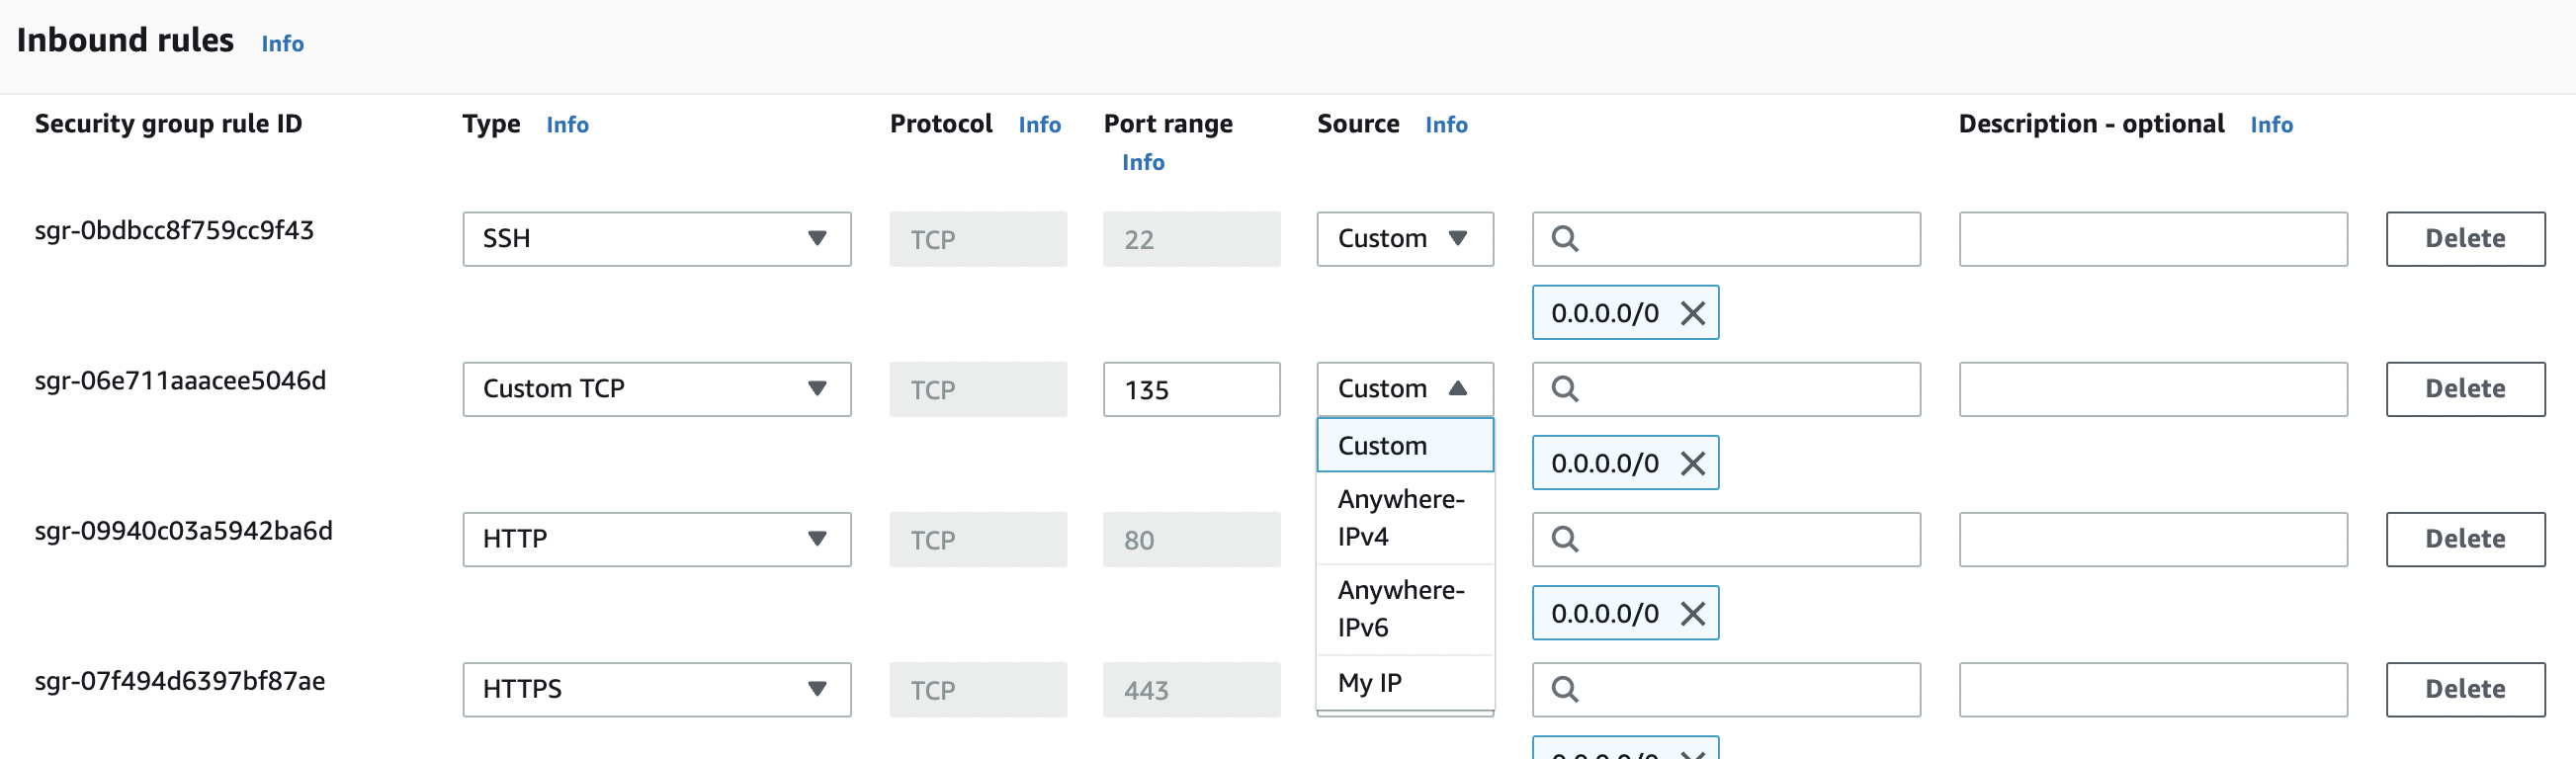 Inbound rules Info
Security group rule ID Type Info Protocol Info Port range Source Info Description - optional Info
Info
sgr-0bdbcc8f759cc9f43 SSH TCP 22 Custom Delete
0.0.0.0/0
sgr-06e711aaacee5046d Custom TCP TCP 135 Custom Delete
Custom
0.0.0.0/0
Anywhere-
IPv4
sgr-09940c03a5942ba6d HTTP TCP 80 Delete
Anywhere-
IPv6
0.0.0.0/0
sgr-07f494d6397bf87ae HTTPS TCP 443 My IP Delete